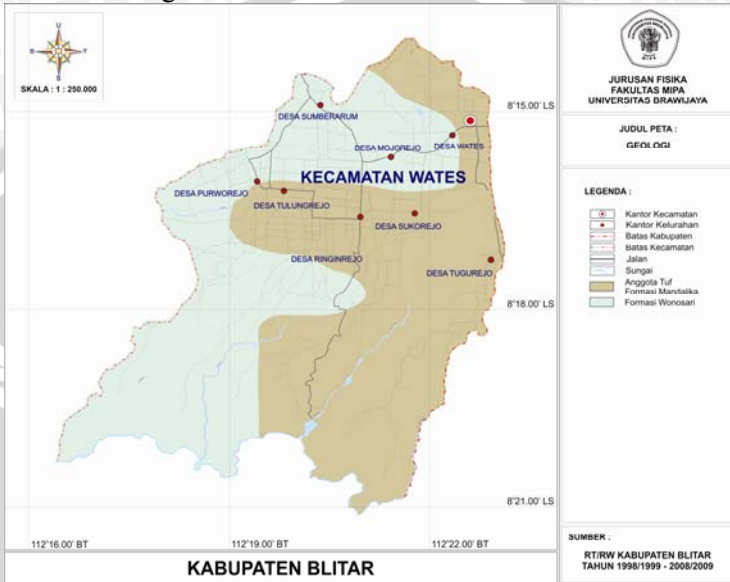 U
B
T
S
SKALA : 1 : 250.000
DESA SUMBERARUM
DESA MOJOREJO
DESA WATES
KECAMATAN WATES
DESA PURWOREJO
DESA TULUNGREJO
DESA SUKOREJO
DESA RINGINREJO
DESA TUGUREJO
8°15.00' LS
8°18.00' LS
8°21.00' LS
112°16.00' BT
112°19.00' BT
112°22.00' BT
KABUPATEN BLITAR
JURUSAN FISIKA
FAKULTAS MIPA
UNIVERSITAS BRAWIJAYA
JUDUL PETA :
GEOLOGI
LEGENDA :
Kantor Kecamatan
Kantor Kelurahan
Batas Kabupaten
Batas Kecamatan
Jalan
Sungai
Anggota Tuf
Formasi Mandalika
Formasi Wonosari
SUMBER :
RT/RW KABUPATEN BLITAR
TAHUN 1998/1999 - 2008/2009